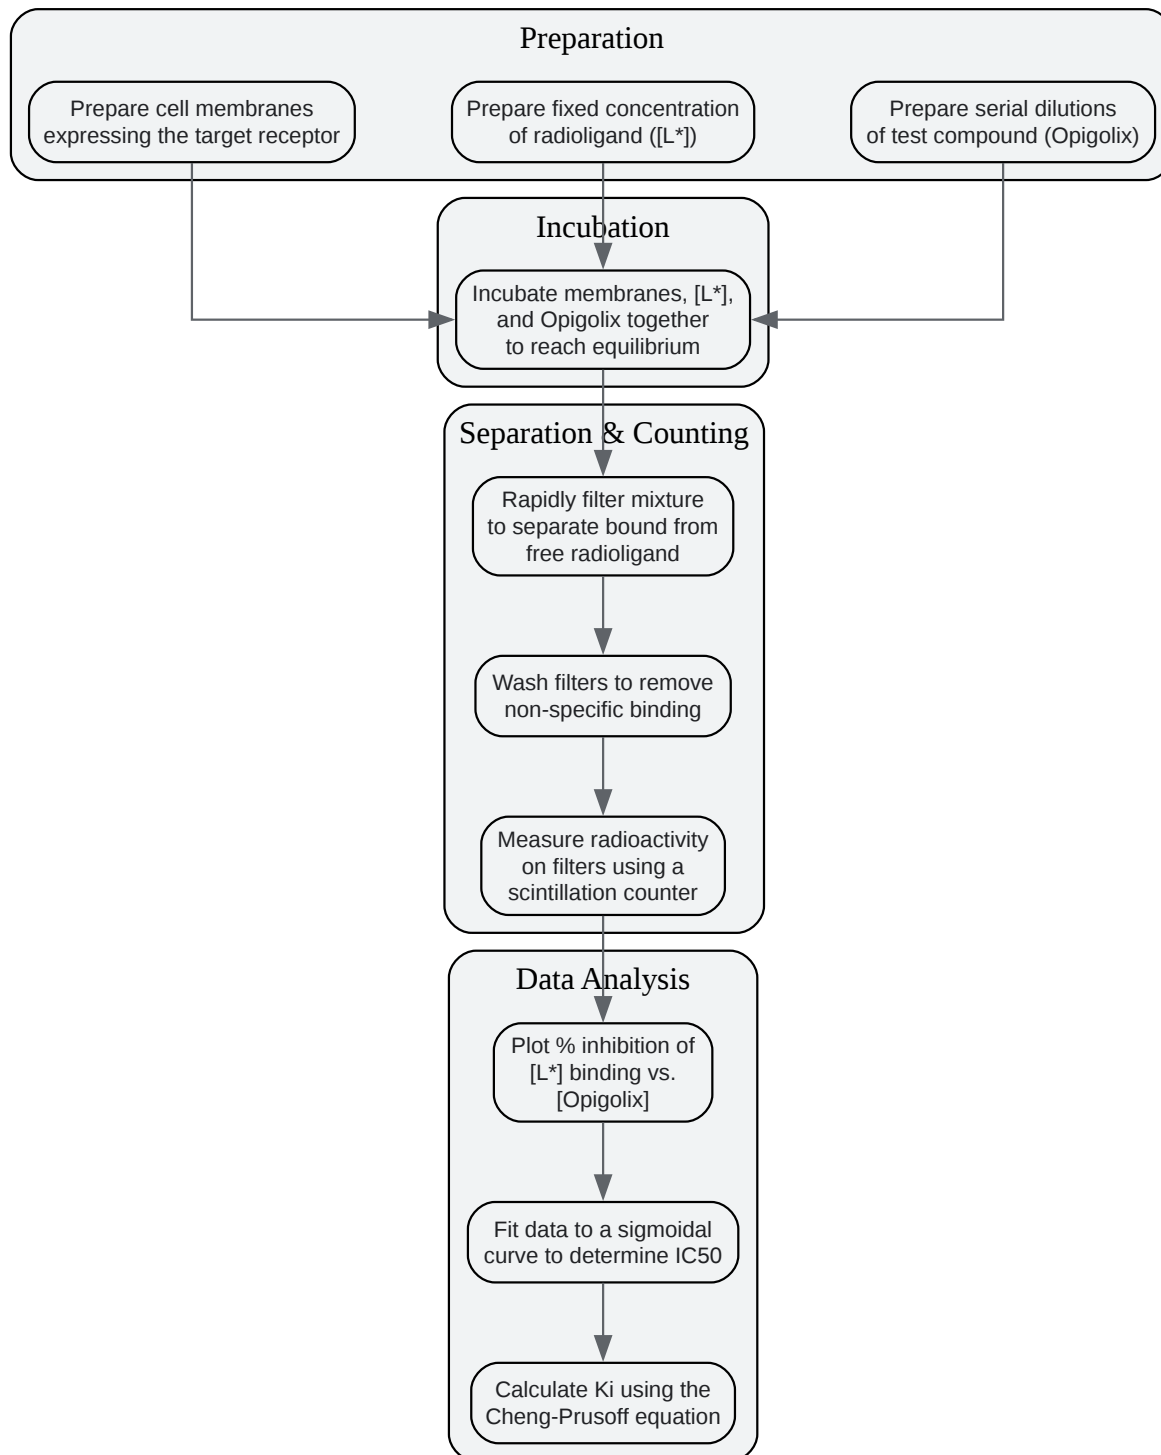 Preparation
Prepare cell membranes
expressing the target receptor
Prepare fixed concentration
of radioligand ([L*])
Prepare serial dilutions
of test compound (Opigolix)
Incubation
Incubate membranes, [L*],
and Opigolix together
to reach equilibrium
Separation & Counting
Rapidly filter mixture
to separate bound from
free radioligand
Wash filters to remove
non-specific binding
Measure radioactivity
on filters using a
scintillation counter
Data Analysis
Plot % inhibition of
[L*] binding vs.
[Opigolix]
Fit data to a sigmoidal
curve to determine IC50
Calculate Ki using the
Cheng-Prusoff equation